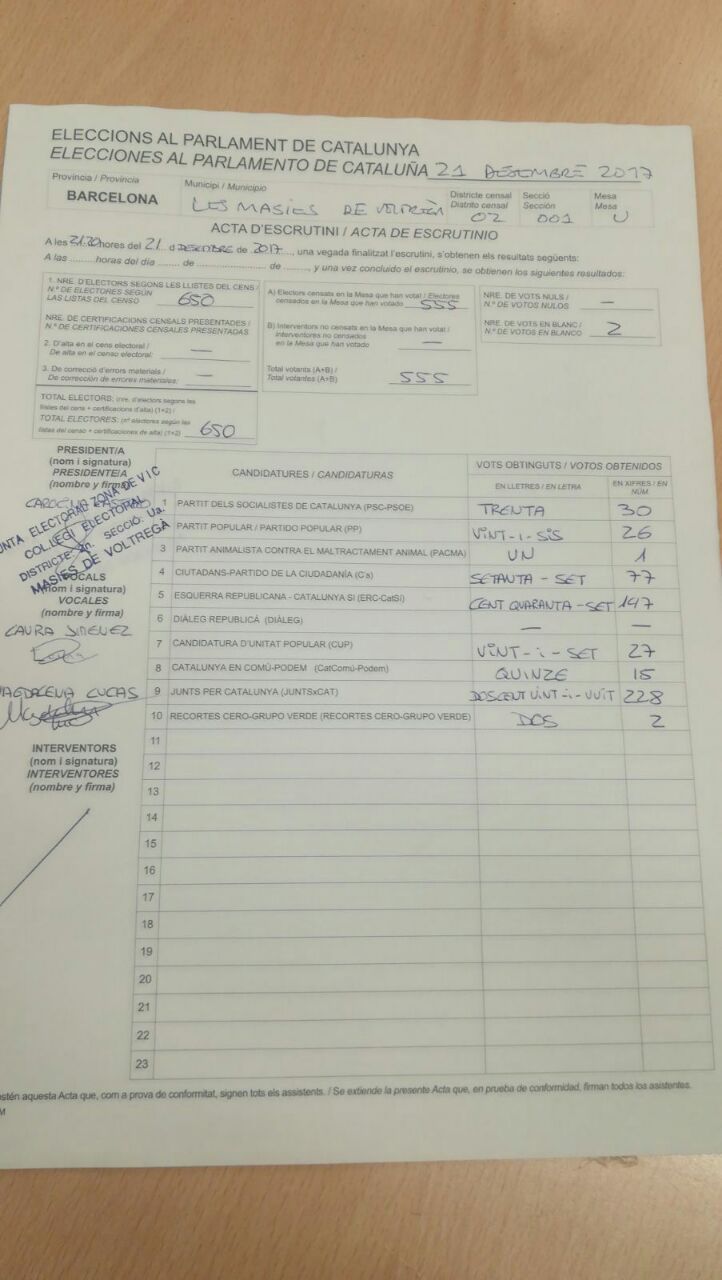 ELECCIONS AL PARLAMENT DE CATALUNYA
ELECCIONES AL PARLAMENTO DE CATALUÑA 21 DESEMBRE 2017
Província / Provincia
BARCELONA
Municipi / Municipio
LES MASIES DE VOLTREGÀ
Districte censal
Distrito censal
02
Secció
Sección
001
Mesa
Mesa
U
ACTA D'ESCRUTINI / ACTA DE ESCRUTINIO
A les 21.20 hores del 21 d DESEMBRE de 2017, una vegada finalitzat l'escrutini, s'obtenen els resultats següents:
A las ........ horas del día ........ de ........................ de ........, y una vez concluido el escrutinio, se obtienen los siguientes resultados:
1. NRE. D'ELECTORS SEGONS LES LLISTES DEL CENS /
N.º DE ELECTORES SEGÚN
LAS LISTAS DEL CENSO 650
NRE. DE CERTIFICACIONS CENSALS PRESENTADES /
N.º DE CERTIFICACIONES CENSALES PRESENTADAS
2. D'alta en el cens electoral /
De alta en el censo electoral: —
3. De correcció d'errors materials /
De corrección de errores materiales: —
TOTAL ELECTORS: (nre. d'electors segons les
llistes del cens + certificacions d'alta) (1+2) /
TOTAL ELECTORES: (nº electores según las
listas del censo + certificaciones de alta) (1+2) 650
A) Electors censats en la Mesa que han votat / Electores
censados en la Mesa que han votado 555
B) Interventors no censats en la Mesa que han votat /
Interventores no censados
en la Mesa que han votado —
Total votants (A+B) /
Total votantes (A+B) 555
NRE. DE VOTS NULS /
N.º DE VOTOS NULOS —
NRE. DE VOTS EN BLANC /
N.º DE VOTOS EN BLANCO 2
PRESIDENT/A
(nom i signatura)
PRESIDENTE/A
(nombre y firma)
JUNTA ELECTORAL ZONA DE VIC
COL·LEGI ELECTORAL
DISTRICTE 2n. SECCIÓ. Ua.
MASIES DE VOLTREGÀ
VOCALS
(nom i signatura)
VOCALES
(nombre y firma)
LAURA JIMENEZ
MAGDALENA LUCAS
INTERVENTORS
(nom i signatura)
INTERVENTORES
(nombre y firma)
CANDIDATURES / CANDIDATURAS
VOTS OBTINGUTS / VOTOS OBTENIDOS
EN LLETRES / EN LETRA
EN XIFRES / EN NÚM.
1 PARTIT DELS SOCIALISTES DE CATALUNYA (PSC-PSOE) TRENTA 30
2 PARTIT POPULAR / PARTIDO POPULAR (PP) VINT-I-SIS 26
3 PARTIT ANIMALISTA CONTRA EL MALTRACTAMENT ANIMAL (PACMA) UN 1
4 CIUTADANS-PARTIDO DE LA CIUDADANÍA (C's) SETANTA-SET 77
5 ESQUERRA REPUBLICANA - CATALUNYA SÍ (ERC-CatSí) CENT QUARANTA-SET 147
6 DIÀLEG REPUBLICÀ (DIÀLEG) — —
7 CANDIDATURA D'UNITAT POPULAR (CUP) VINT-i-SET 27
8 CATALUNYA EN COMÚ-PODEM (CatComú-Podem) QUINZE 15
9 JUNTS PER CATALUNYA (JUNTSxCAT) DOSCENT VINT-i-VUIT 228
10 RECORTES CERO-GRUPO VERDE (RECORTES CERO-GRUPO VERDE) DOS 2
11
12
13
14
15
16
17
18
19
20
21
22
23
estén aquesta Acta que, com a prova de conformitat, signen tots els assistents. / Se extiende la presente Acta que, en prueba de conformidad, firman todos los asistentes.